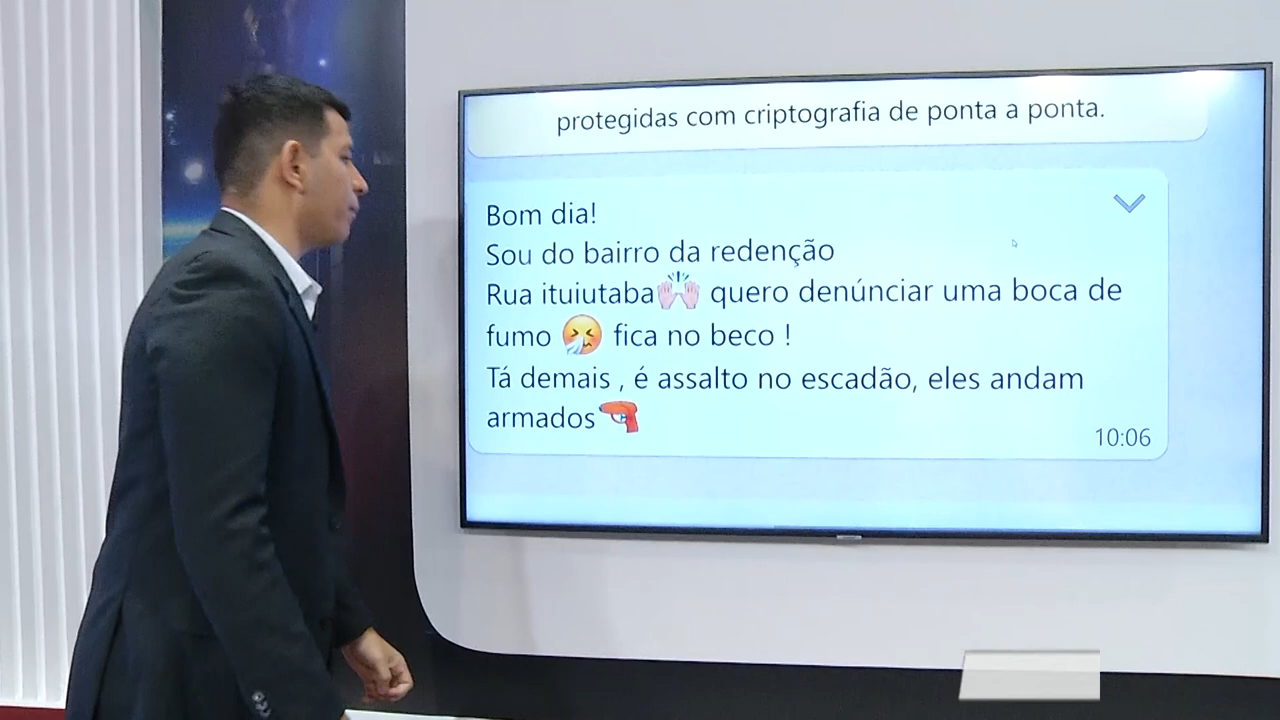 protegidas com criptografia de ponta a ponta.
Bom dia!
Sou do bairro da redenção
Rua ituiutaba🙌 quero denúnciar uma boca de
fumo 🤧 fica no beco !
Tá demais , é assalto no escadão, eles andam
armados🔫
10:06